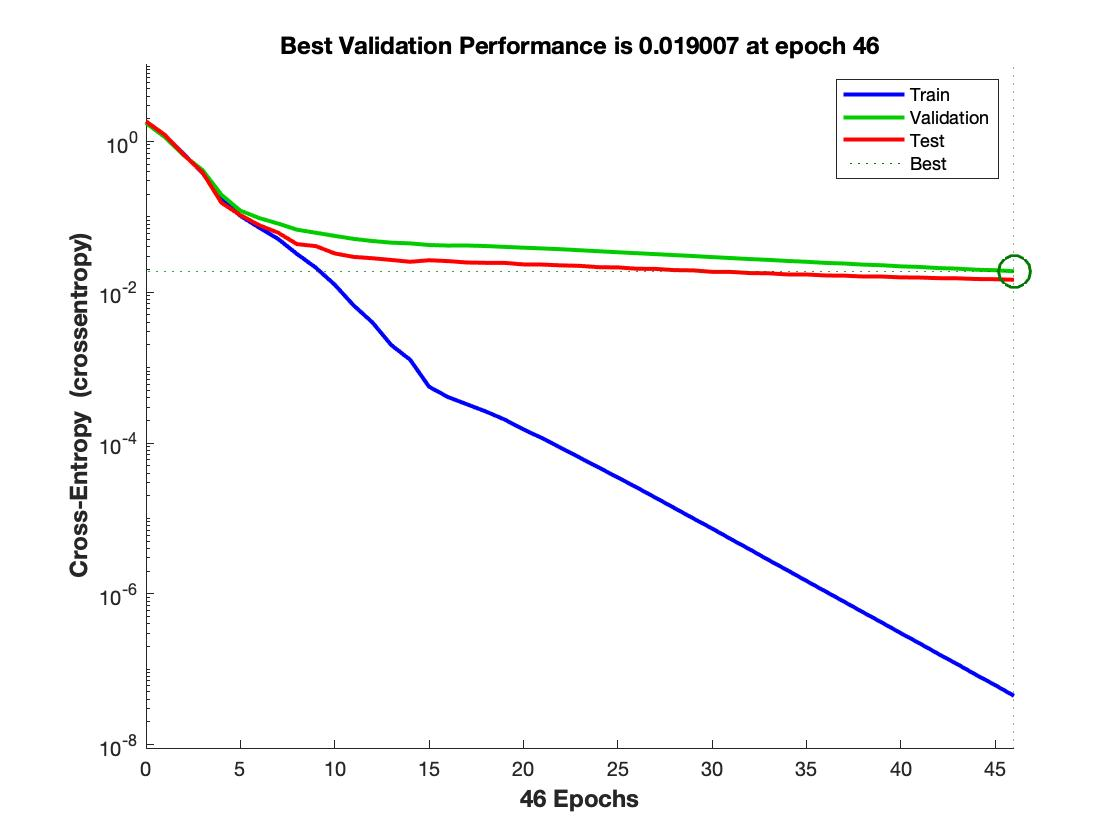 Best Validation Performance is 0.019007 at epoch 46
Train
Validation
Test
Best
Cross-Entropy (crossentropy)
10^0
10^-2
10^-4
10^-6
10^-8
0 5 10 15 20 25 30 35 40 45
46 Epochs